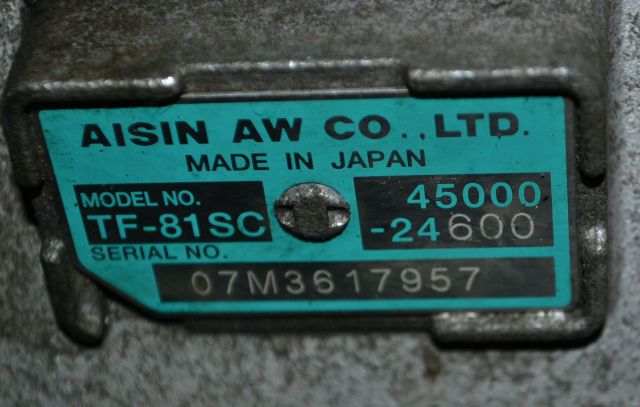 AISIN AW CO.,LTD.
MADE IN JAPAN
MODEL NO.
TF-81SC
45000
-24600
SERIAL NO.
07M3617957